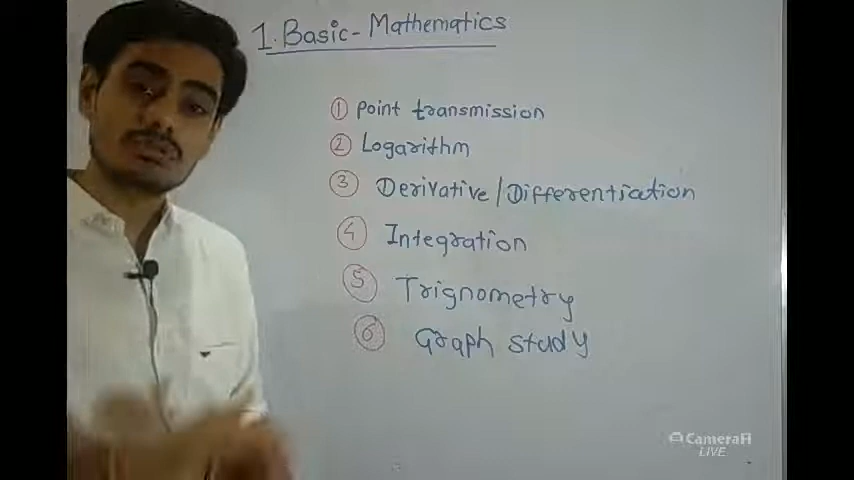 1. Basic - Mathematics
① Point transmission
② Logarithm
③ Derivative/Differentiation
④ Integration
⑤ Trignometry
⑥ Graph study
CameraH
LIVE